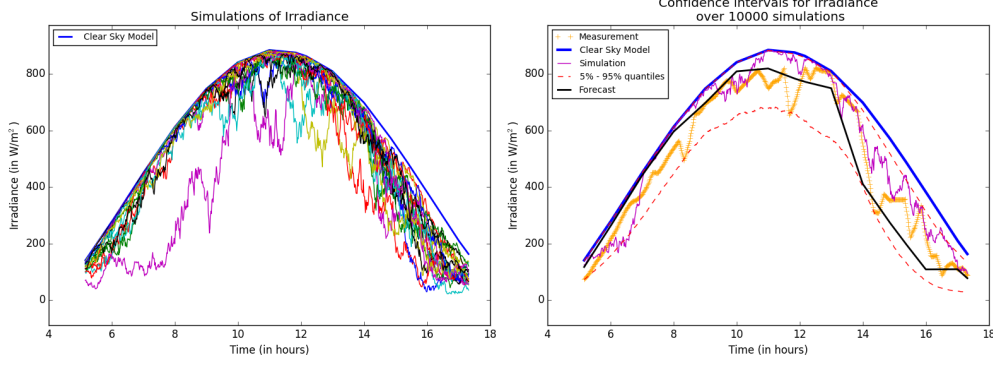 Simulations of Irradiance
Clear Sky Model
Irradiance (in W/m²)
800
600
400
200
0
4 6 8 10 12 14 16 18
Time (in hours)
Confidence Intervals for Irradiance
over 10000 simulations
Measurement
Clear Sky Model
Simulation
5% - 95% quantiles
Forecast
Irradiance (in W/m²)
800
600
400
200
0
4 6 8 10 12 14 16 18
Time (in hours)